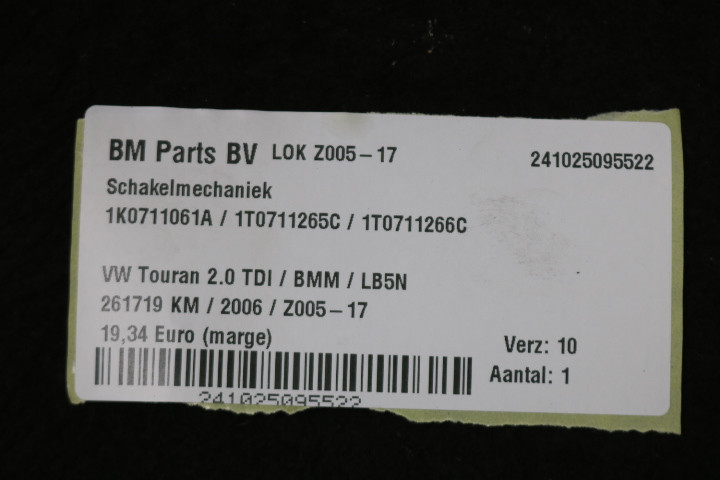 BM Parts BV LOK Z005-17 241025095522
Schakelmechaniek
1K0711061A / 1T0711265C / 1T0711266C
VW Touran 2.0 TDI / BMM / LB5N
261719 KM / 2006 / Z005-17
19,34 Euro (marge)
Verz: 10
Aantal: 1
241025095522